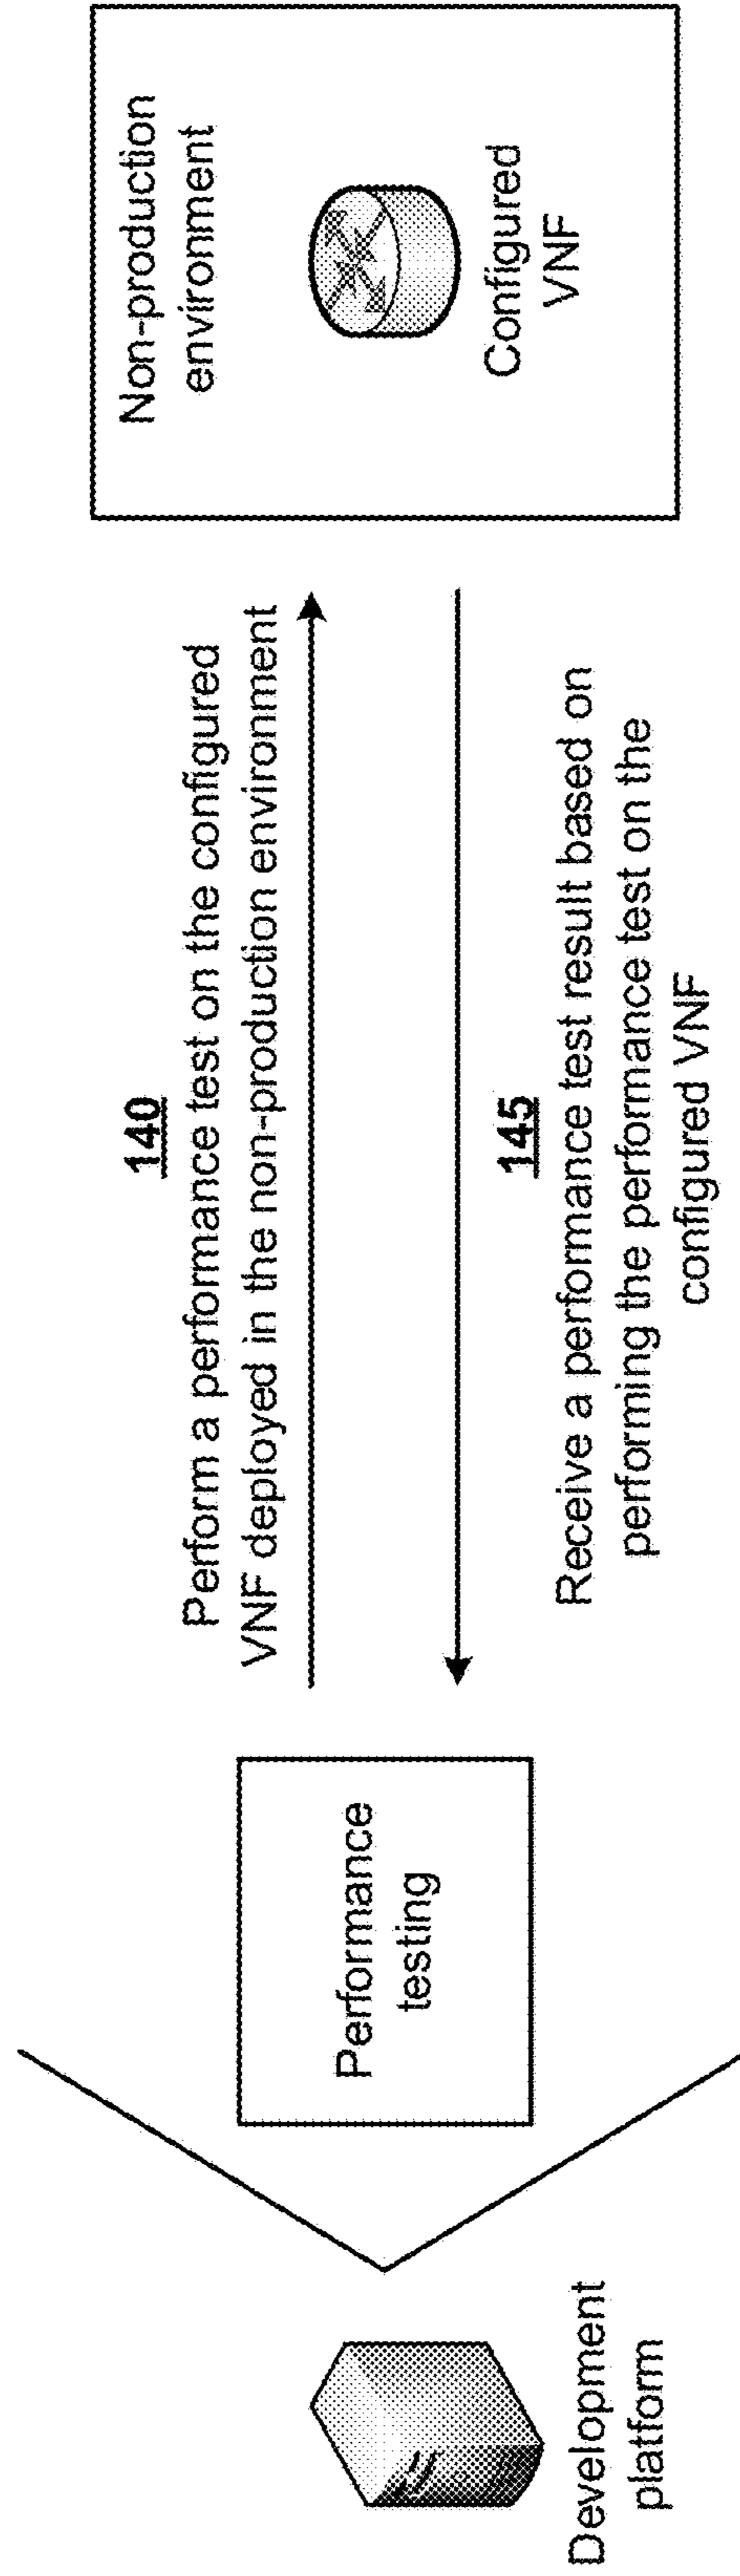 Development
platform
Performance
testing
140
Perform a performance test on the configured
VNF deployed in the non-production environment
145
Receive a performance test result based on
performing the performance test on the
configured VNF
Non-production
environment
Configured
VNF